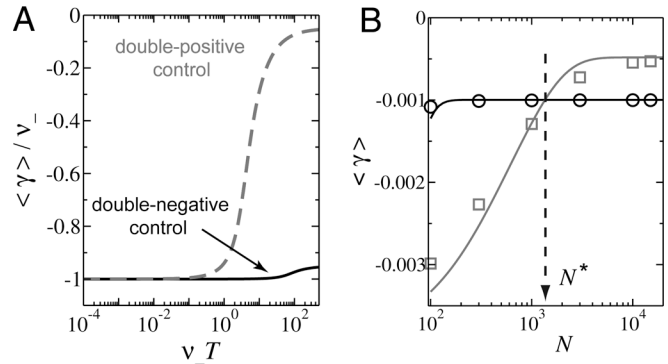 A
0
-0.2
-0.4
-0.6
-0.8
-1
<γ> / ν_
double-positive
control
double-negative
control
10^-4
10^-2
10^0
10^2
ν_T
B
0
-0.001
-0.002
-0.003
<γ>
N*
10^2
10^3
10^4
N